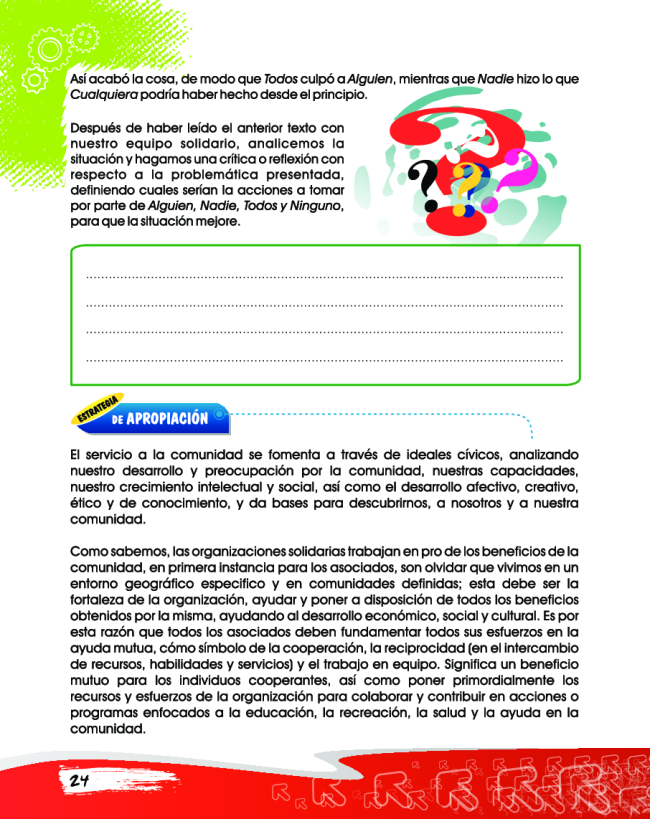 Así acabó la cosa, de modo que Todos culpó a Alguien, mientras que Nadie hizo lo que
Cualquiera podría haber hecho desde el principio.
Después de haber leído el anterior texto con
nuestro equipo solidario, analicemos la
situación y hagamos una crítica o reflexión con
respecto a la problemática presentada,
definiendo cuales serían la acciones a tomar
por parte de Alguien, Nadie, Todos y Ninguno,
para que la situación mejore.
ESTRATEGIA
DE APROPIACIÓN
El servicio a la comunidad se fomenta a través de ideales cívicos, analizando
nuestro desarrollo y preocupación por la comunidad, nuestras capacidades,
nuestro crecimiento intelectual y social, así como el desarrollo afectivo, creativo,
ético y de conocimiento, y da bases para descubrirnos, a nosotros y a nuestra
comunidad.
Como sabemos, las organizaciones solidarias trabajan en pro de los beneficios de la
comunidad, en primera instancia para los asociados, son olvidar que vivimos en un
entorno geográfico especifico y en comunidades definidas; esta debe ser la
fortaleza de la organización, ayudar y poner a disposición de todos los beneficios
obtenidos por la misma, ayudando al desarrollo económico, social y cultural. Es por
esta razón que todos los asociados deben fundamentar todos sus esfuerzos en la
ayuda mutua, cómo símbolo de la cooperación, la reciprocidad (en el intercambio
de recursos, habilidades y servicios) y el trabajo en equipo. Significa un beneficio
mutuo para los individuos cooperantes, así como poner primordialmente los
recursos y esfuerzos de la organización para colaborar y contribuir en acciones o
programas enfocados a la educación, la recreación, la salud y la ayuda en la
comunidad.
24